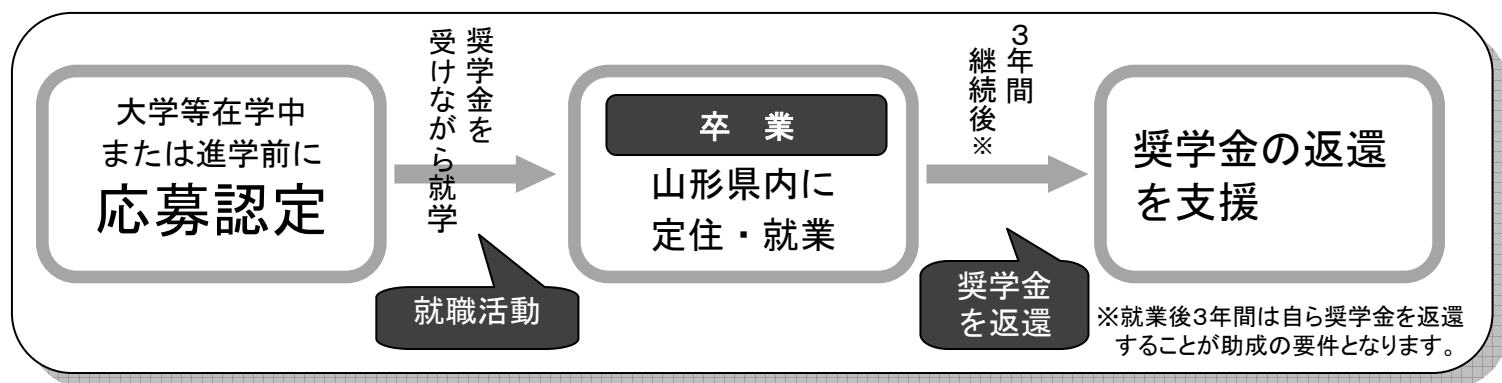 大学等在学中
または進学前に
応募認定
奨学金を
受けながら就学
就職活動
卒　業
山形県内に
定住・就業
3年間
継続後※
奨学金
を返還
奨学金の返還
を支援
※就業後3年間は自ら奨学金を返還
することが助成の要件となります。